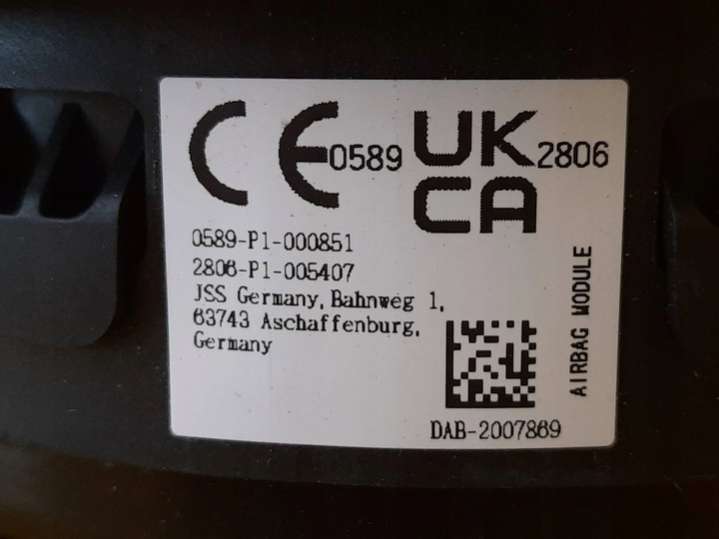 CE 0589 UK CA 2806
0589-P1-000851
2806-P1-005407
JSS Germany, Bahnweg 1,
63743 Aschaffenburg,
Germany
AIRBAG MODULE
DAB-2007869